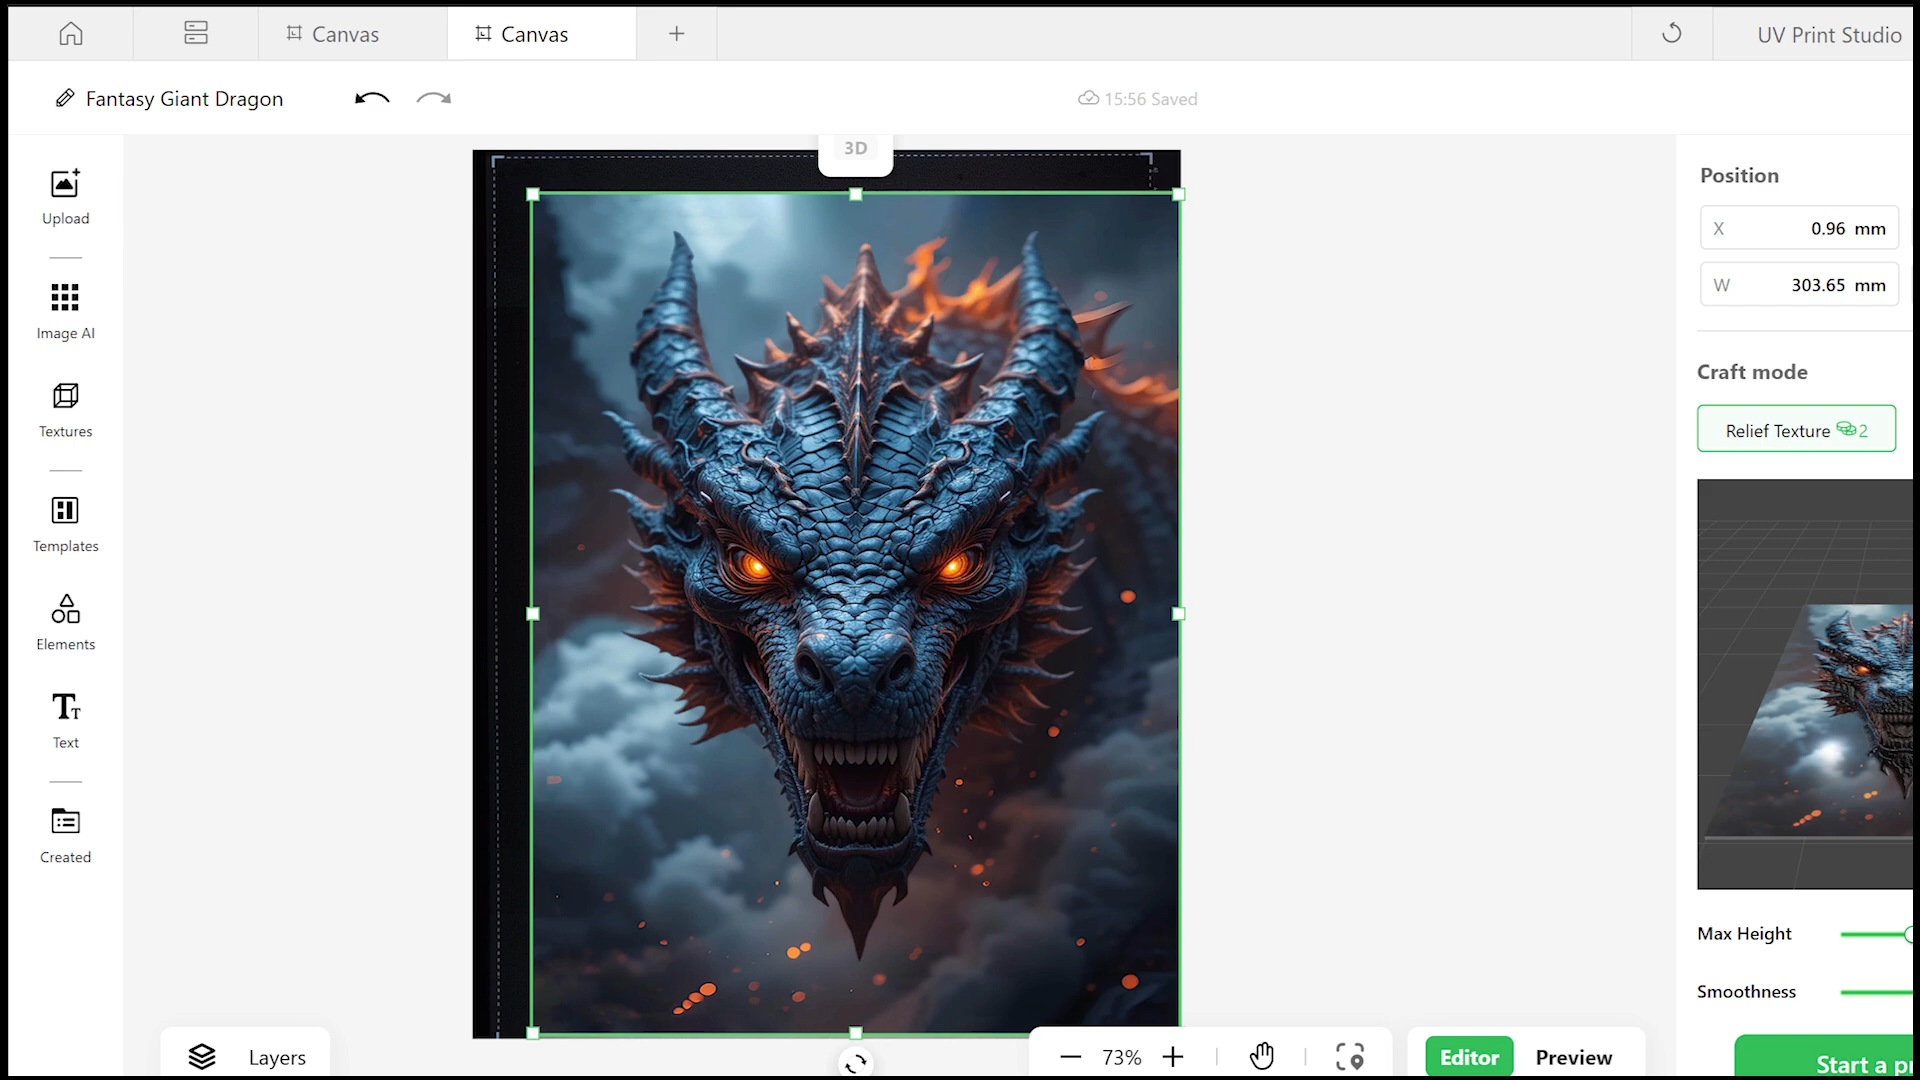 Canvas
Canvas
UV Print Studio
Fantasy Giant Dragon
15:56 Saved
3D
Upload
Image AI
Textures
Templates
Elements
Text
Created
Position
X 0.96 mm
W 303.65 mm
Craft mode
Relief Texture 2
Max Height
Smoothness
Layers
73%
Editor
Preview
Start a